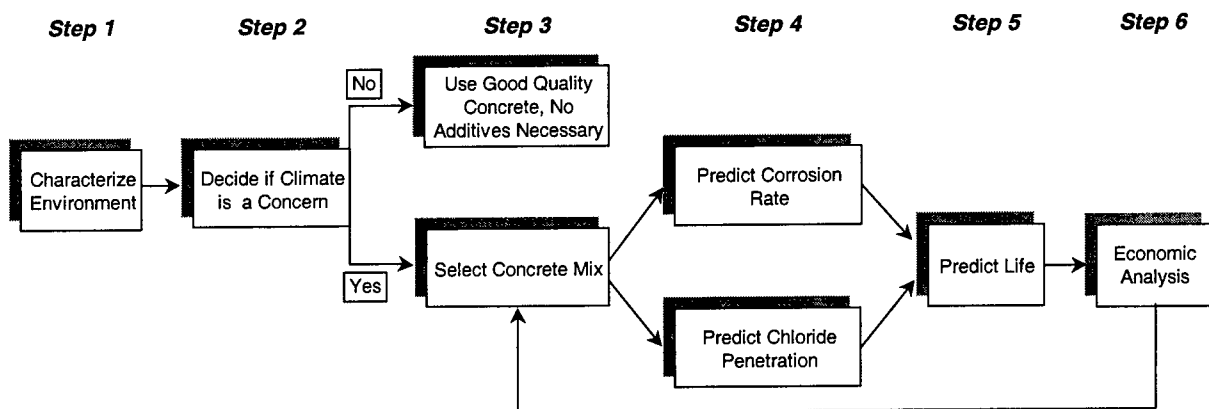 Step 1
Step 2
Step 3
Step 4
Step 5
Step 6
No
Use Good Quality
Concrete, No
Additives Necessary
Characterize
Environment
Decide if Climate
is a Concern
Predict Corrosion
Rate
Yes
Select Concrete Mix
Predict Life
Economic
Analysis
Predict Chloride
Penetration